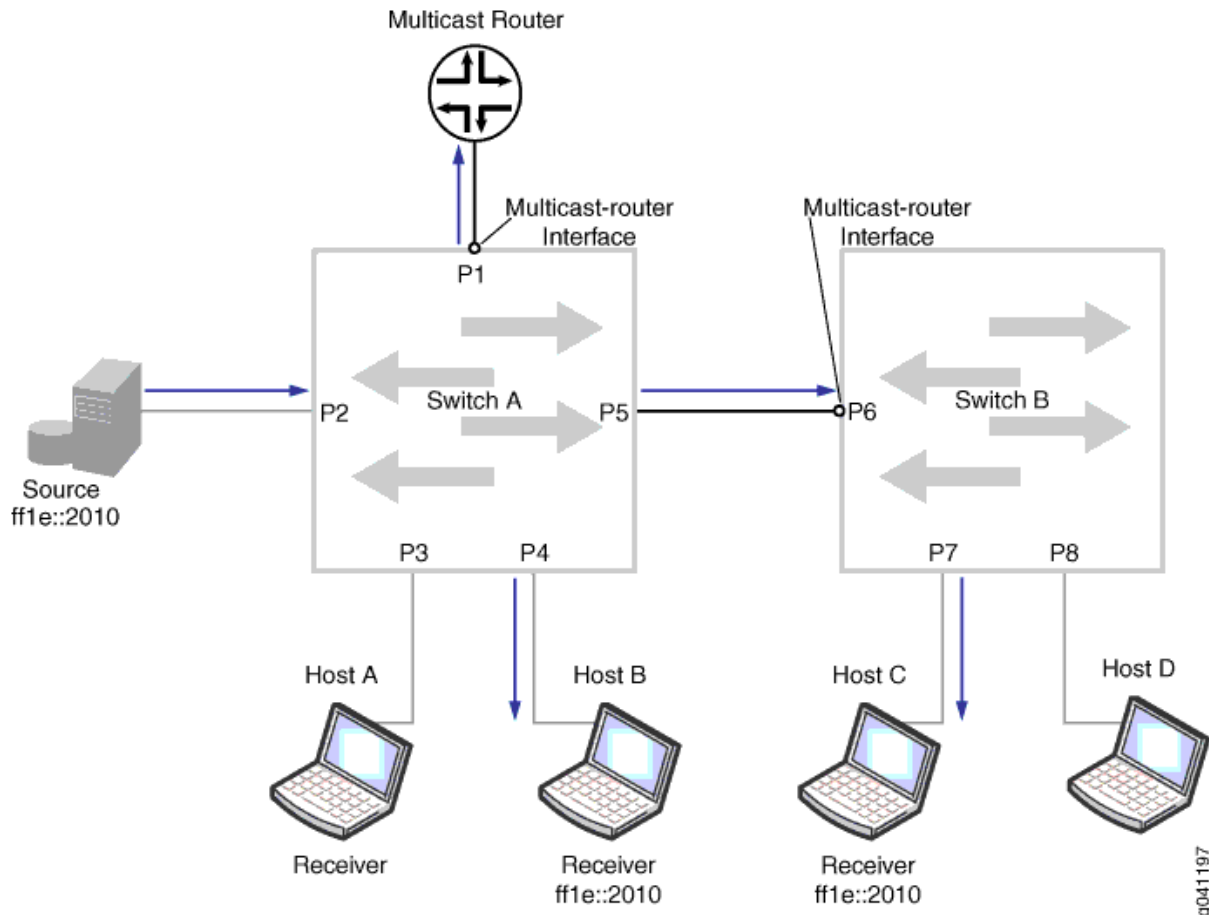 Multicast Router
Multicast-router
Interface
Multicast-router
Interface
P1
P2
Switch A
P5
P6
Switch B
Source
ff1e::2010
P3
P4
P7
P8
Host A
Host B
Host C
Host D
Receiver
Receiver
ff1e::2010
Receiver
ff1e::2010
g041197